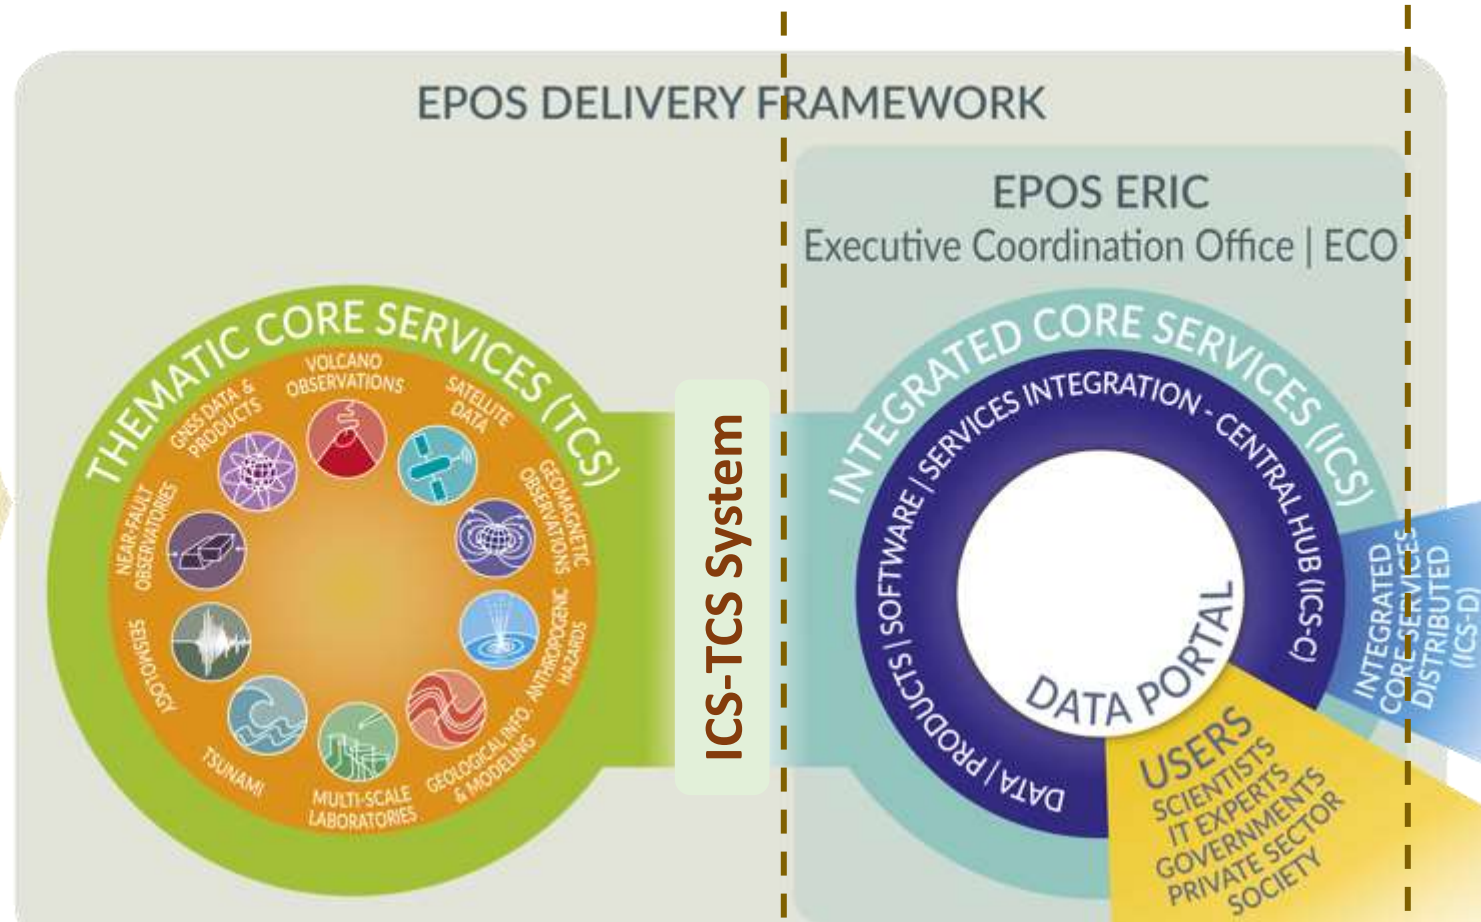 EPOS DELIVERY FRAMEWORK
EPOS ERIC
Executive Coordination Office | ECO
THEMATIC CORE SERVICES (TCS)
VOLCANO
OBSERVATIONS
SATELLITE
DATA
GEOMAGNETIC
OBSERVATIONS
ANTHROPOGENIC
HAZARDS
GEOLOGICAL INFO.
& MODELING
MULTI-SCALE
LABORATORIES
TSUNAMI
SEISMOLOGY
NEAR-FAULT
OBSERVATORIES
GNSS DATA &
PRODUCTS
ICS-TCS System
INTEGRATED CORE SERVICES (ICS)
DATA | PRODUCTS | SOFTWARE | SERVICES INTEGRATION - CENTRAL HUB (ICS-C)
DATA PORTAL
INTEGRATED
CORE SERVICES
DISTRIBUTED
(ICS-D)
USERS
SCIENTISTS
IT EXPERTS
GOVERNMENTS
PRIVATE SECTOR
SOCIETY